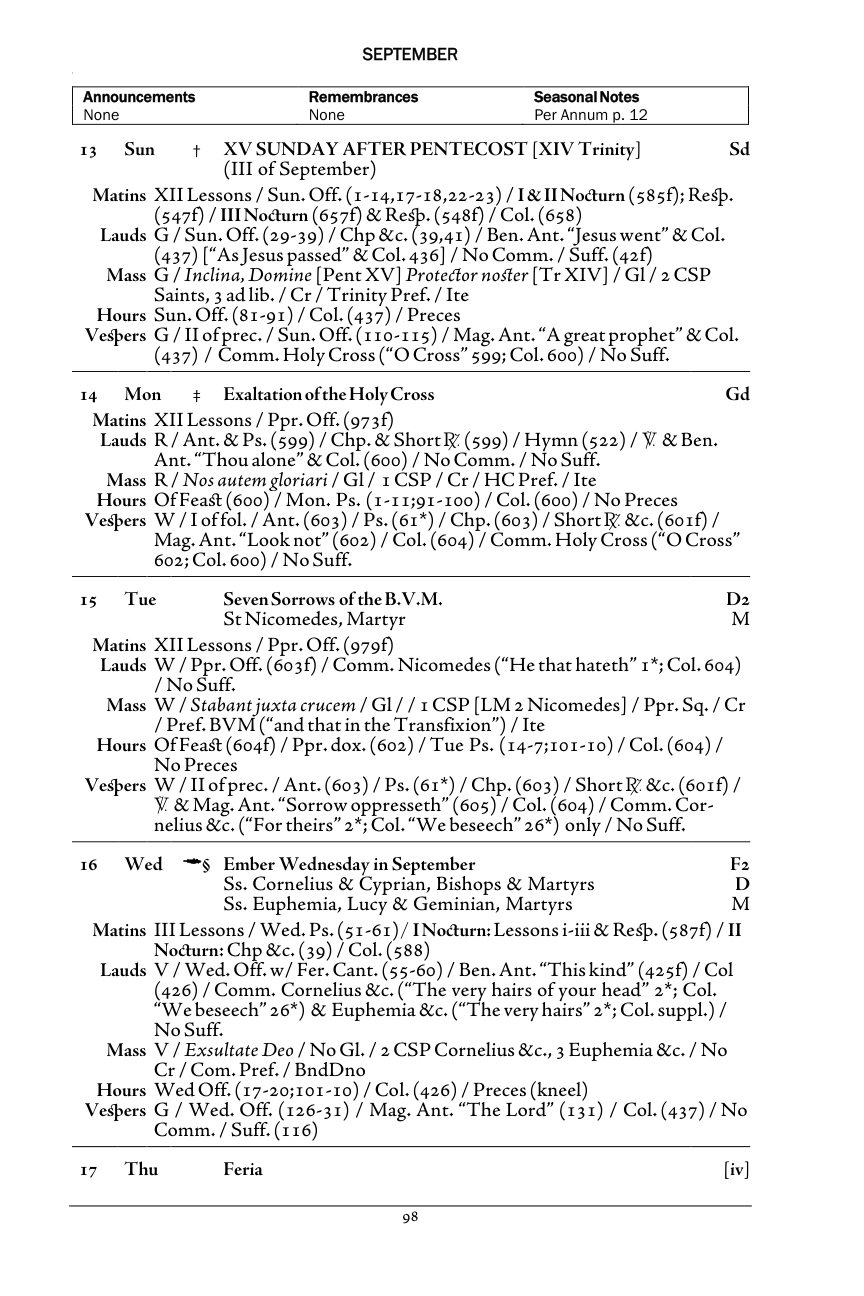 SEPTEMBER
Announcements Remembrances Seasonal Notes
None None Per Annum p. 12
13 Sun † XV SUNDAY AFTER PENTECOST [XIV Trinity] Sd
(III of September)
Matins XII Lessons / Sun. Off. (1-14,17-18,22-23) / I & II Nocturn (585f); Resp.
(547f) / III Nocturn (657f) & Resp. (548f) / Col. (658)
Lauds G / Sun. Off. (29-39) / Chp &c. (39,41) / Ben. Ant. “Jesus went” & Col.
(437) [“As Jesus passed” & Col. 436] / No Comm. / Suff. (42f)
Mass G / Inclina, Domine [Pent XV] Protector noster [Tr XIV] / Gl / 2 CSP
Saints, 3 ad lib. / Cr / Trinity Pref. / Ite
Hours Sun. Off. (81-91) / Col. (437) / Preces
Vespers G / II of prec. / Sun. Off. (110-115) / Mag. Ant. “A great prophet” & Col.
(437) / Comm. Holy Cross (“O Cross” 599; Col. 600) / No Suff.
14 Mon ‡ Exaltation of the Holy Cross Gd
Matins XII Lessons / Ppr. Off. (973f)
Lauds R / Ant. & Ps. (599) / Chp. & Short ℟. (599) / Hymn (522) / ℣. & Ben.
Ant. “Thou alone” & Col. (600) / No Comm. / No Suff.
Mass R / Nos autem gloriari / Gl / 1 CSP / Cr / HC Pref. / Ite
Hours Of Feast (600) / Mon. Ps. (1-11;91-100) / Col. (600) / No Preces
Vespers W / I of fol. / Ant. (603) / Ps. (61*) / Chp. (603) / Short ℟. &c. (601f) /
Mag. Ant. “Look not” (602) / Col. (604) / Comm. Holy Cross (“O Cross”
602; Col. 600) / No Suff.
15 Tue Seven Sorrows of the B.V.M. D2
St Nicomedes, Martyr M
Matins XII Lessons / Ppr. Off. (979f)
Lauds W / Ppr. Off. (603f) / Comm. Nicomedes (“He that hateth” 1*; Col. 604)
/ No Suff.
Mass W / Stabant juxta crucem / Gl / / 1 CSP [LM 2 Nicomedes] / Ppr. Sq. / Cr
/ Pref. BVM (“and that in the Transfixion”) / Ite
Hours Of Feast (604f) / Ppr. dox. (602) / Tue Ps. (14-7;101-10) / Col. (604) /
No Preces
Vespers W / II of prec. / Ant. (603) / Ps. (61*) / Chp. (603) / Short ℟. &c. (601f) /
℣. & Mag. Ant. “Sorrow oppresseth” (605) / Col. (604) / Comm. Cor-
nelius &c. (“For theirs” 2*; Col. “We beseech” 26*) only / No Suff.
16 Wed § Ember Wednesday in September F2
Ss. Cornelius & Cyprian, Bishops & Martyrs D
Ss. Euphemia, Lucy & Geminian, Martyrs M
Matins III Lessons / Wed. Ps. (51-61)/ I Nocturn: Lessons i-iii & Resp. (587f) / II
Nocturn: Chp &c. (39) / Col. (588)
Lauds V / Wed. Off. w/ Fer. Cant. (55-60) / Ben. Ant. “This kind” (425f) / Col
(426) / Comm. Cornelius &c. (“The very hairs of your head” 2*; Col.
“We beseech” 26*) & Euphemia &c. (“The very hairs” 2*; Col. suppl.) /
No Suff.
Mass V / Exsultate Deo / No Gl. / 2 CSP Cornelius &c., 3 Euphemia &c. / No
Cr / Com. Pref. / BndDno
Hours Wed Off. (17-20;101-10) / Col. (426) / Preces (kneel)
Vespers G / Wed. Off. (126-31) / Mag. Ant. “The Lord” (131) / Col. (437) / No
Comm. / Suff. (116)
17 Thu Feria [iv]
98